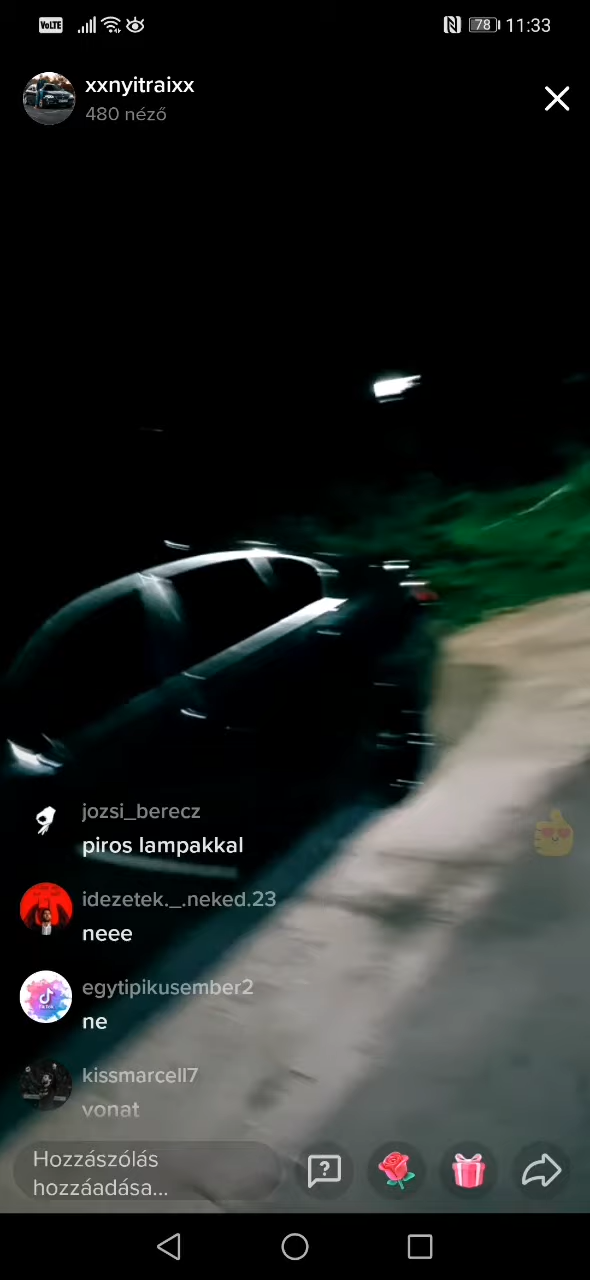 VoLTE
78
11:33
xxnyitraixx
480 néző
jozsi_berecz
piros lampakkal
idezetek._.neked.23
neee
egytipikusember2
ne
kissmarcell7
vonat
Hozzászólás
hozzáadása...